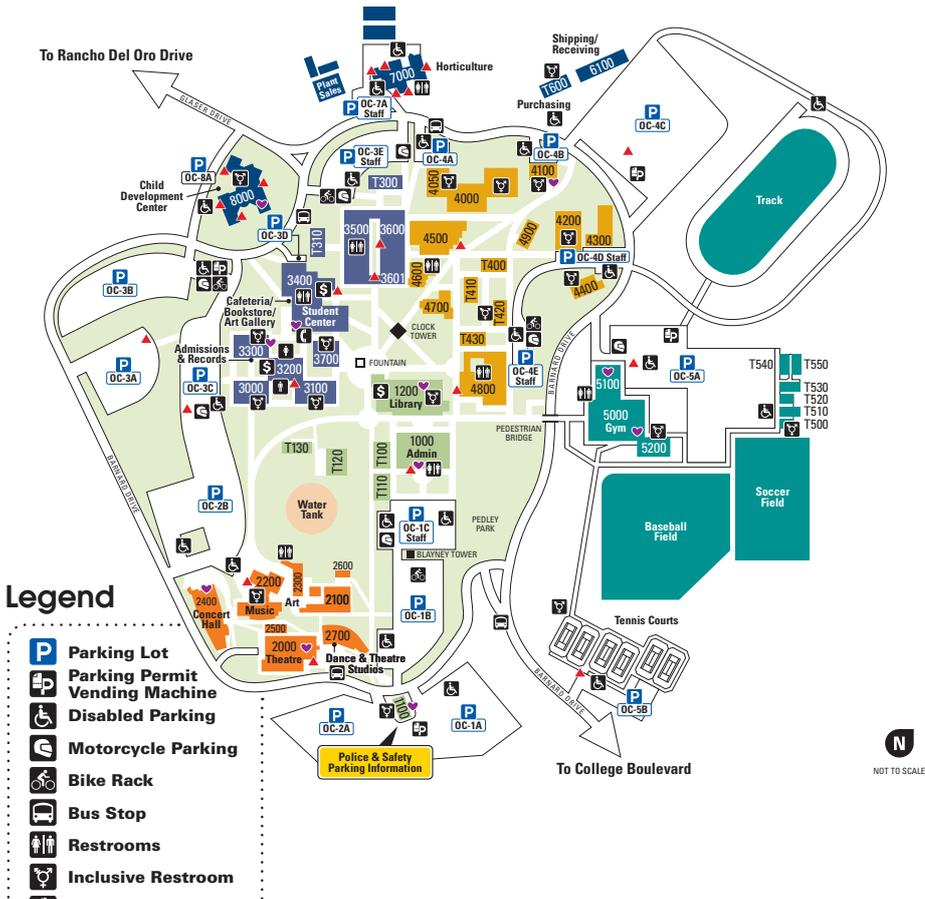 To Rancho Del Oro Drive
GLASER DRIVE
Plant
Sales
7000
Horticulture
P
OC-7A
Staff
Shipping/
Receiving
6100
T600
Purchasing
P
OC-4C
P
OC-8A
Child
Development
Center
8000
P
OC-3E
Staff
P
OC-4A
P
OC-4B
T300
4050
4000
4100
Track
P
OC-3D
T310
3500
3600
3601
4500
4900
4200
4300
P
OC-4D Staff
P
OC-3B
3400
$
4600
T400
T410
4400
Cafeteria/
Bookstore/
Art Gallery
Student
Center
4700
T420
CLOCK
TOWER
T430
P
OC-3A
Admissions
& Records
3300
3700
FOUNTAIN
P
OC-4E
Staff
BARNARD DRIVE
P
OC-5A
T540
T550
T530
T520
T510
T500
P
OC-3C
$
3200
3000
3100
$
1200
Library
4800
5100
5000
Gym
5200
PEDESTRIAN
BRIDGE
T130
T120
T100
1000
Admin
T110
BARNARD DRIVE
P
OC-2B
Water
Tank
P
OC-1C
Staff
PEDLEY
PARK
BLAYNEY TOWER
Baseball
Field
Soccer
Field
2200
2300
2600
2400
Concert
Hall
Music
Art
2100
P
OC-1B
2500
2000
Theatre
2700
Dance & Theatre
Studios
Tennis Courts
BARNARD DRIVE
P
OC-5B
P
OC-2A
1100
P
OC-1A
Police & Safety
Parking Information
To College Boulevard
N
NOT TO SCALE
Legend
P
Parking Lot
P
Parking Permit
Vending Machine
Disabled Parking
Motorcycle Parking
Bike Rack
Bus Stop
Restrooms
Inclusive Restroom